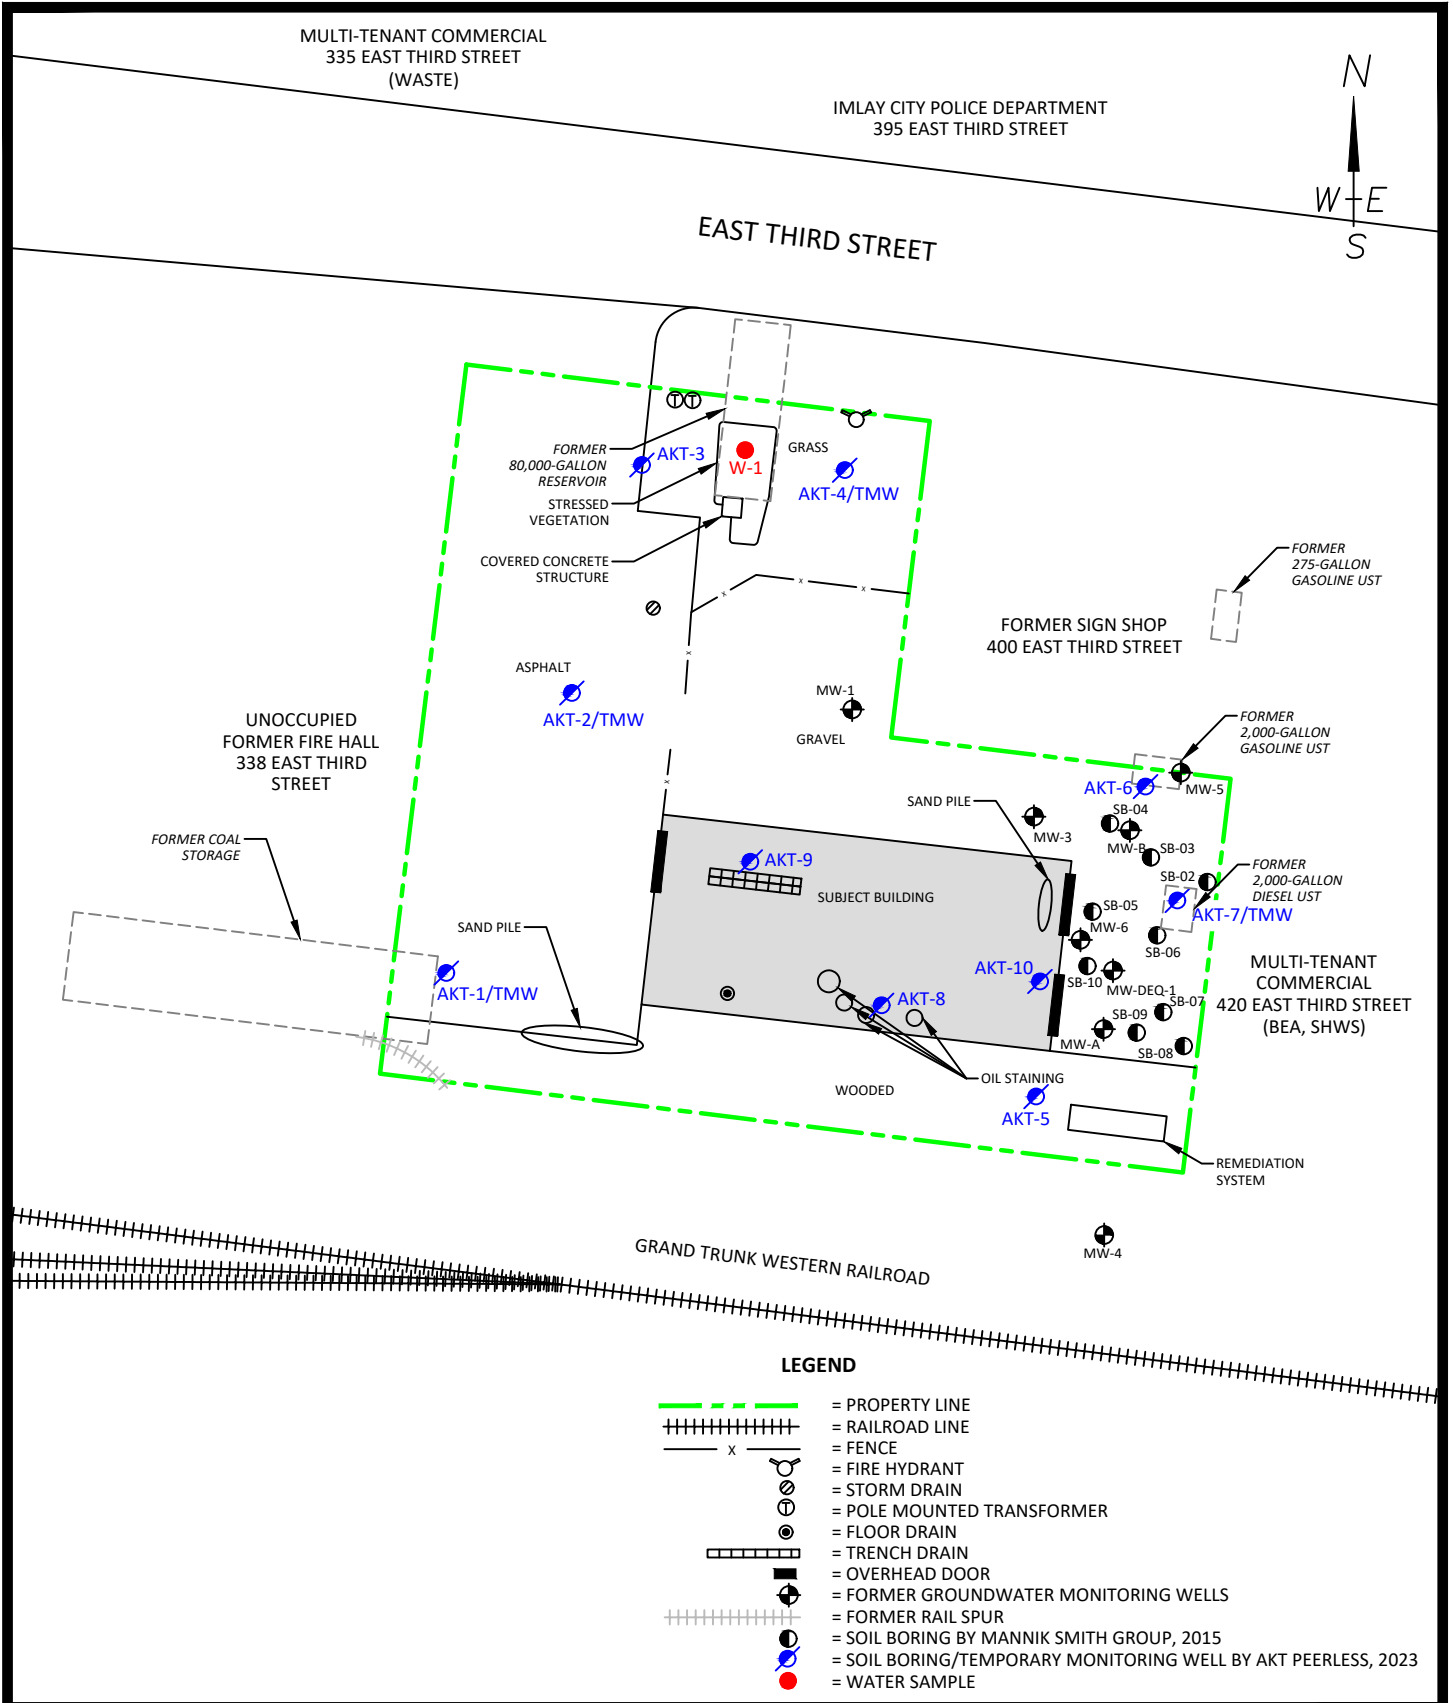 MULTI-TENANT COMMERCIAL
335 EAST THIRD STREET
(WASTE)
IMLAY CITY POLICE DEPARTMENT
395 EAST THIRD STREET
N
W E
S
EAST THIRD STREET
T T
FORMER
80,000-GALLON
RESERVOIR
AKT-3
W-1
GRASS
AKT-4/TMW
STRESSED
VEGETATION
COVERED CONCRETE
STRUCTURE
x
x
x
x
x
FORMER
275-GALLON
GASOLINE UST
FORMER SIGN SHOP
400 EAST THIRD STREET
ASPHALT
AKT-2/TMW
MW-1
GRAVEL
UNOCCUPIED
FORMER FIRE HALL
338 EAST THIRD
STREET
FORMER
2,000-GALLON
GASOLINE UST
AKT-6
MW-5
SAND PILE
SB-04
MW-3
MW-B
SB-03
FORMER COAL
STORAGE
AKT-9
SB-02
FORMER
2,000-GALLON
DIESEL UST
SUBJECT BUILDING
SB-05
AKT-7/TMW
SAND PILE
MW-6
SB-06
AKT-10
SB-10
MW-DEQ-1
MULTI-TENANT
COMMERCIAL
420 EAST THIRD STREET
(BEA, SHWS)
AKT-1/TMW
AKT-8
SB-07
SB-09
MW-A
SB-08
OIL STAINING
WOODED
AKT-5
REMEDIATION
SYSTEM
MW-4
GRAND TRUNK WESTERN RAILROAD
LEGEND
= PROPERTY LINE
= RAILROAD LINE
X = FENCE
= FIRE HYDRANT
= STORM DRAIN
T = POLE MOUNTED TRANSFORMER
= FLOOR DRAIN
= TRENCH DRAIN
= OVERHEAD DOOR
= FORMER GROUNDWATER MONITORING WELLS
= FORMER RAIL SPUR
= SOIL BORING BY MANNIK SMITH GROUP, 2015
= SOIL BORING/TEMPORARY MONITORING WELL BY AKT PEERLESS, 2023
= WATER SAMPLE